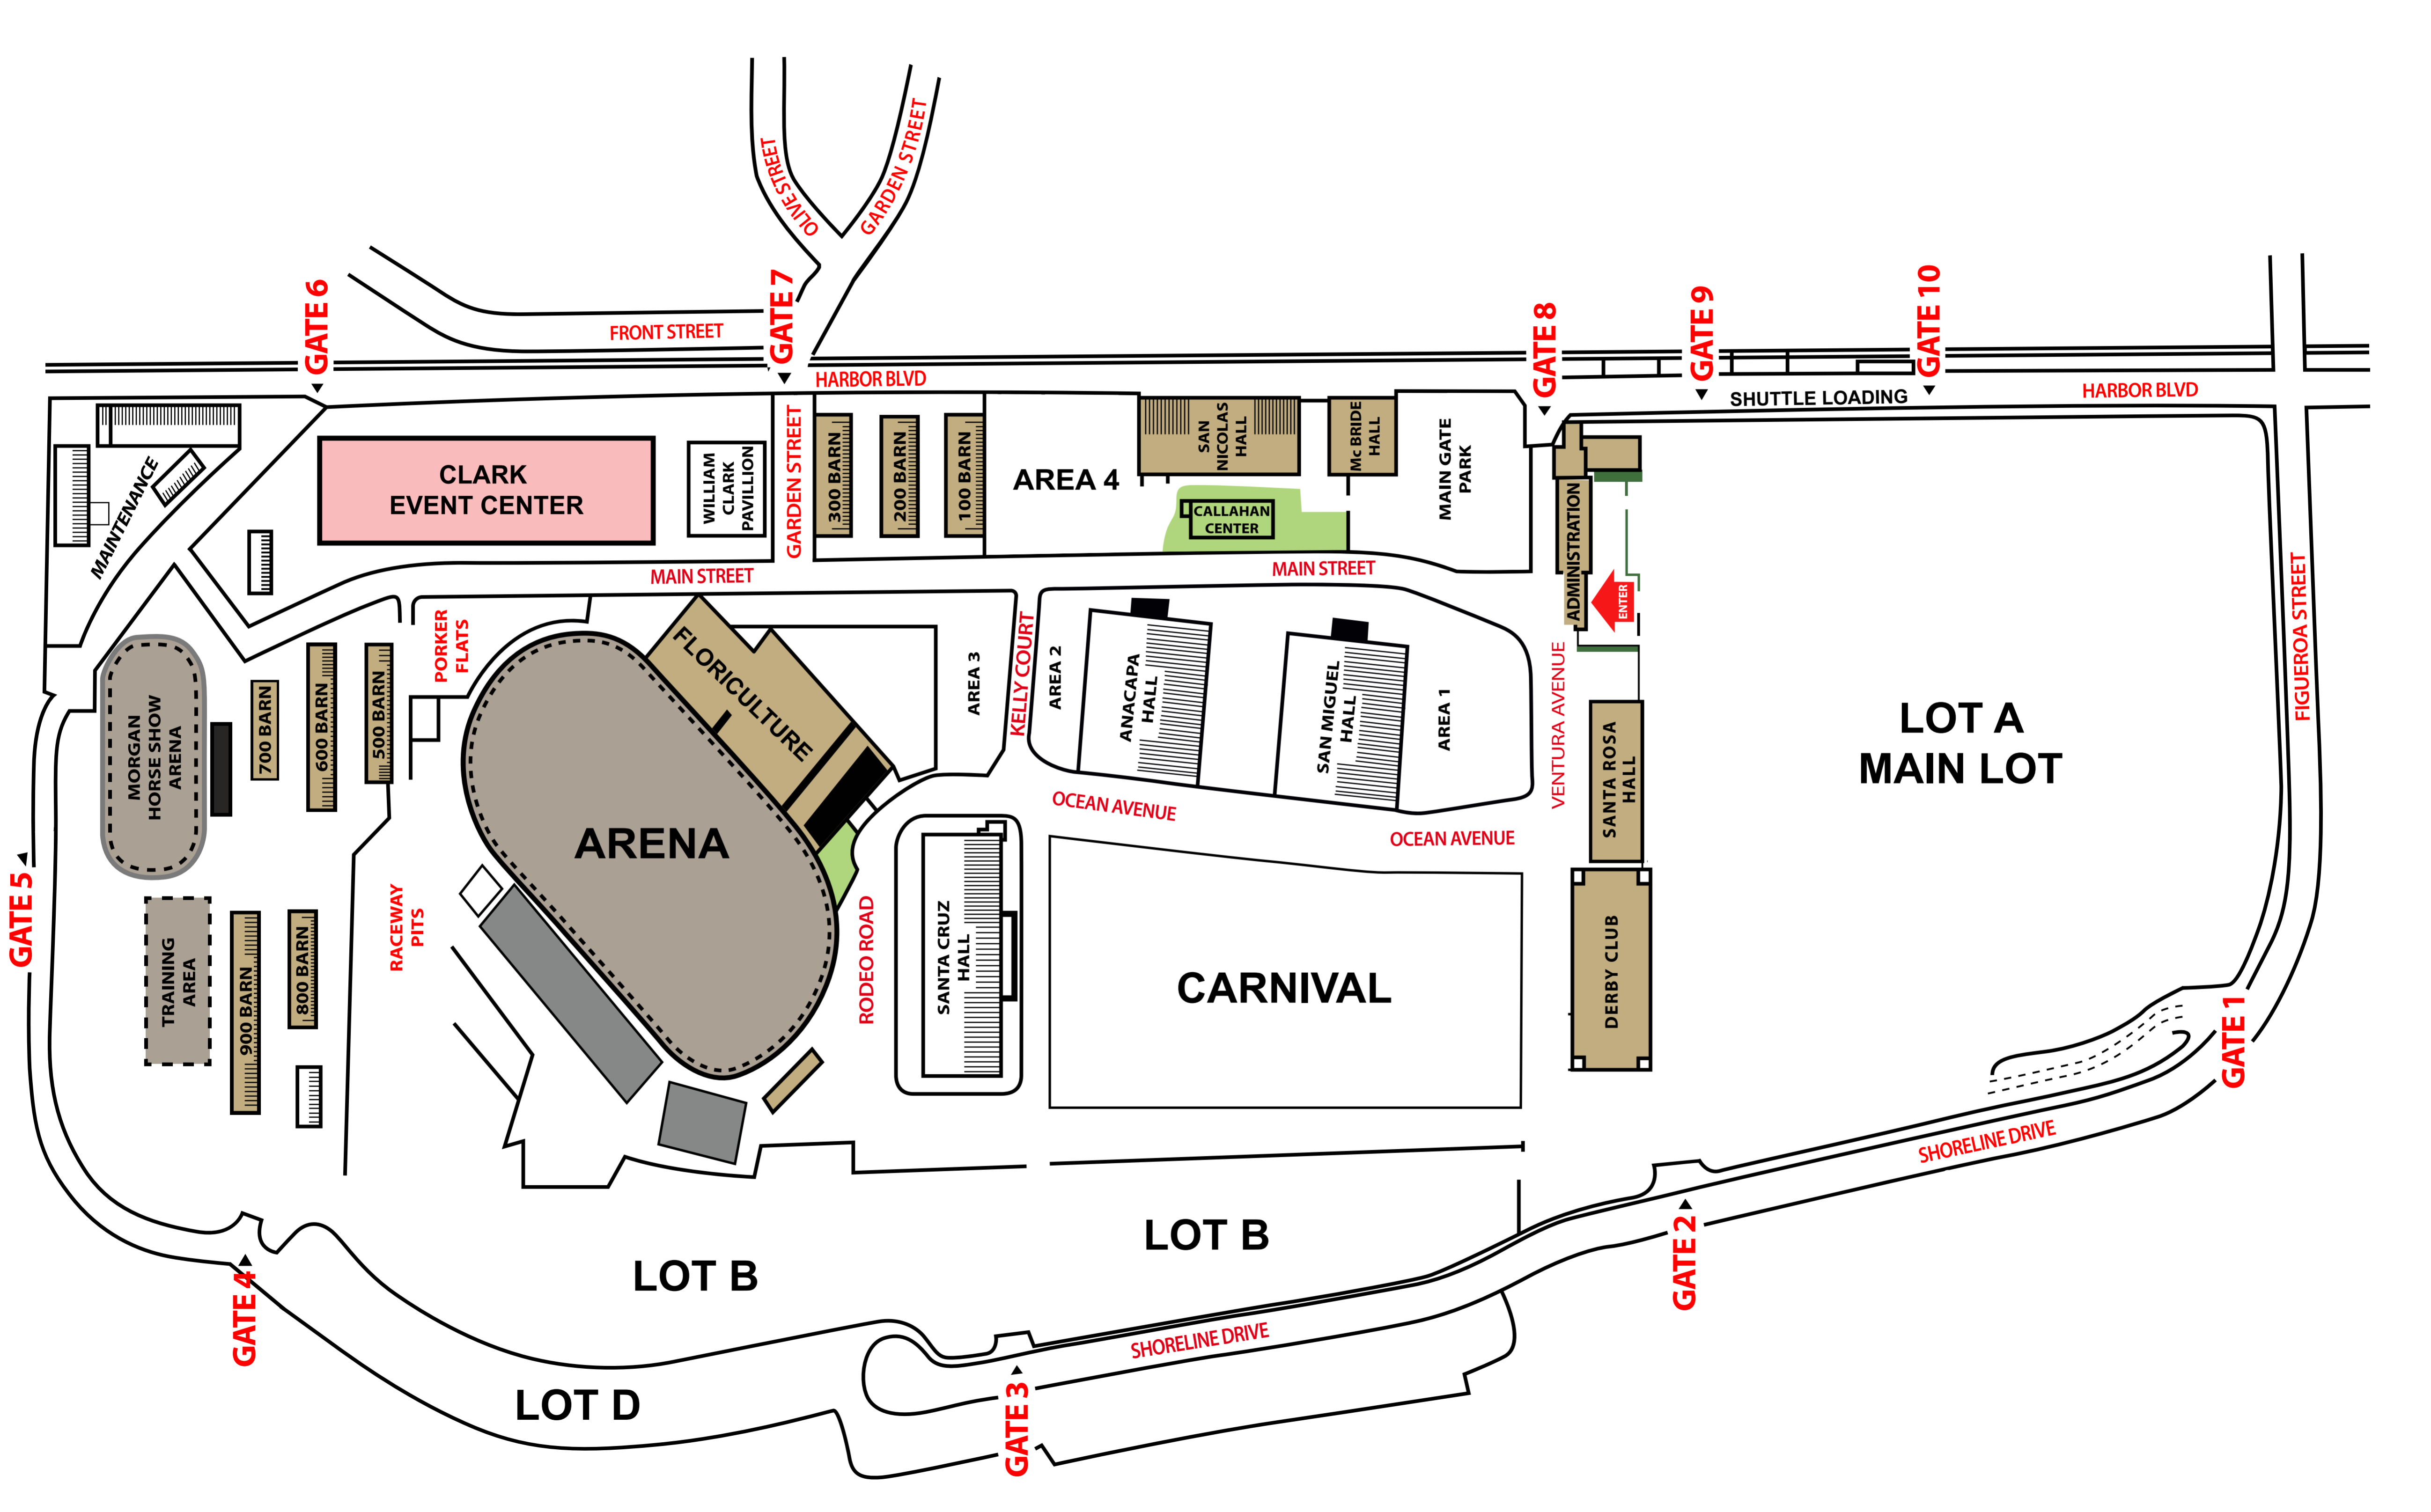 OLIVE STREET
GARDEN STREET
GATE 6
FRONT STREET
GATE 7
GATE 8
GATE 9
GATE 10
HARBOR BLVD
SHUTTLE LOADING
HARBOR BLVD
MAINTENANCE
CLARK
EVENT CENTER
WILLIAM
CLARK
PAVILLION
GARDEN STREET
300 BARN
200 BARN
100 BARN
AREA 4
SAN
NICOLAS
HALL
Mc BRIDE
HALL
MAIN GATE
PARK
CALLAHAN
CENTER
ADMINISTRATION
ENTER
MAIN STREET
MAIN STREET
PORKER
FLATS
MORGAN
HORSE SHOW
ARENA
700 BARN
600 BARN
500 BARN
FLORICULTURE
AREA 3
KELLY COURT
AREA 2
ANACAPA
HALL
SAN MIGUEL
HALL
AREA 1
VENTURA AVENUE
SANTA ROSA
HALL
LOT A
MAIN LOT
FIGUEROA STREET
OCEAN AVENUE
OCEAN AVENUE
ARENA
GATE 5
TRAINING
AREA
900 BARN
800 BARN
RACEWAY
PITS
RODEO ROAD
SANTA CRUZ
HALL
CARNIVAL
DERBY CLUB
GATE 1
SHORELINE DRIVE
GATE 2
LOT B
LOT B
GATE 4
SHORELINE DRIVE
LOT D
GATE 3